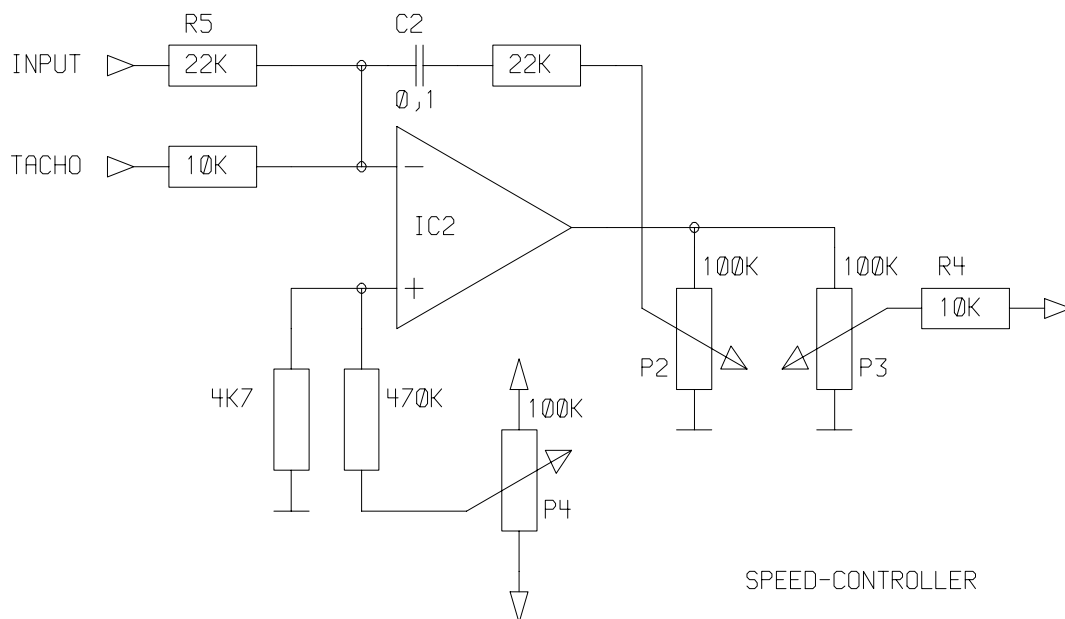 R5
C2
INPUT
22K
22K
0,1
TACHO
10K
−
IC2
+
100K
100K
R4
10K
P2
P3
4K7
470K
100K
P4
SPEED-CONTROLLER